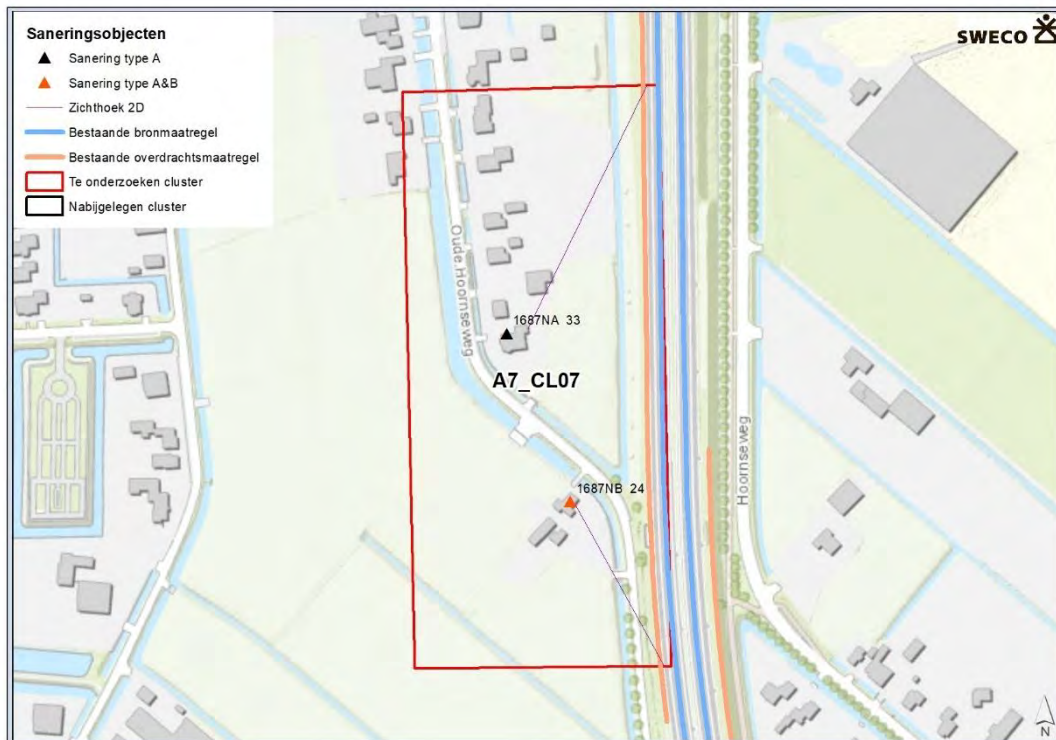 Saneringsobjecten
Sanering type A
Sanering type A&B
Zichthoek 2D
Bestaande bronmaatregel
Bestaande overdrachtsmaatregel
Te onderzoeken cluster
Nabijgelegen cluster
SWECO
Oude Hoornseweg
1687NA 33
A7_CL07
1687NB 24
Hoornseweg
N